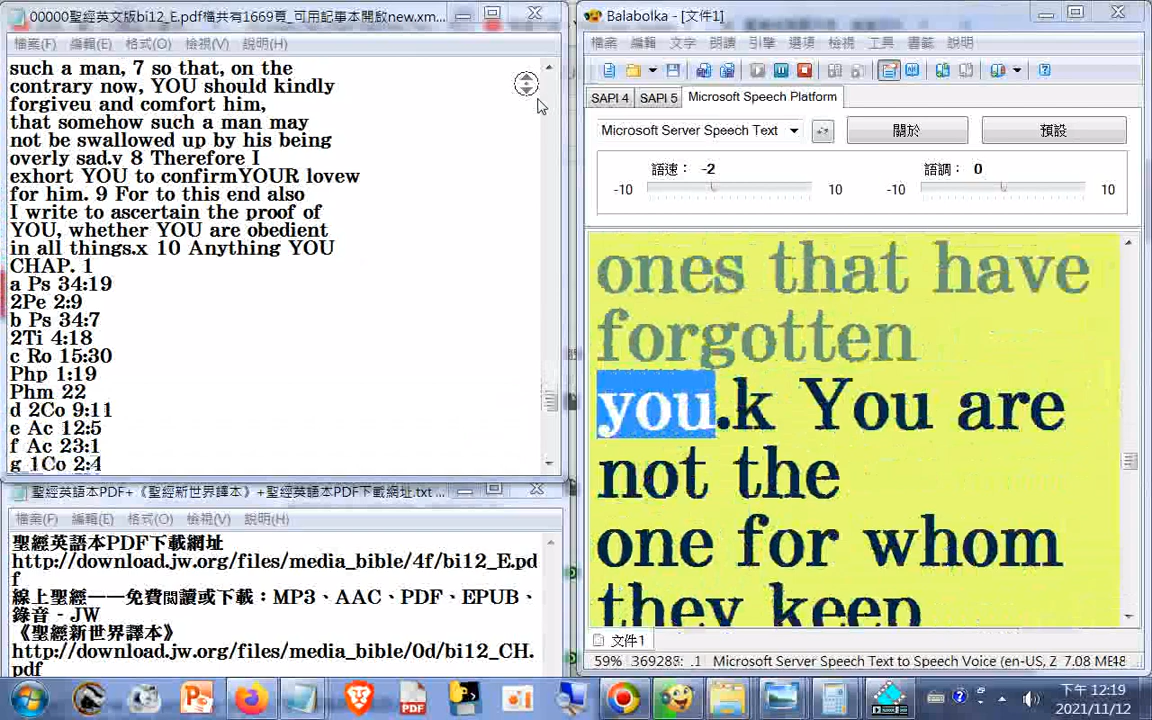 00000聖經英文版bi12_E.pdf檔共有1669頁_可用記事本開啟new.xm...
檔案(F) 編輯(E) 格式(O) 檢視(V) 說明(H)
such a man, 7 so that, on the
contrary now, YOU should kindly
forgiveu and comfort him,
that somehow such a man may
not be swallowed up by his being
overly sad.v 8 Therefore I
exhort YOU to confirmYOUR lovew
for him. 9 For to this end also
I write to ascertain the proof of
YOU, whether YOU are obedient
in all things.x 10 Anything YOU
CHAP. 1
a Ps 34:19
2Pe 2:9
b Ps 34:7
2Ti 4:18
c Ro 15:30
Php 1:19
Phm 22
d 2Co 9:11
e Ac 12:5
f Ac 23:1
g 1Co 2:4
聖經英語本PDF+《聖經新世界譯本》+聖經英語本PDF下載網址.txt ...
檔案(F) 編輯(E) 格式(O) 檢視(V) 說明(H)
聖經英語本PDF下載網址
http://download.jw.org/files/media_bible/4f/bi12_E.pd
f
線上聖經──免費閱讀或下載：MP3、AAC、PDF、EPUB、
錄音 - JW
《聖經新世界譯本》
http://download.jw.org/files/media_bible/0d/bi12_CH.
pdf
Balabolka - [文件1]
檔案 編輯 文字 朗讀 引擎 選項 檢視 工具 書籤 說明
SAPI 4 SAPI 5 Microsoft Speech Platform
Microsoft Server Speech Text 關於 預設
語速： -2 語調： 0
-10 10 -10 10
ones that have
forgotten
you.k You are
not the
one for whom
they keep
文件1
59% 369288: .1 Microsoft Server Speech Text to Speech Voice (en-US, Z 7.08 ME48
下午 12:19
2021/11/12